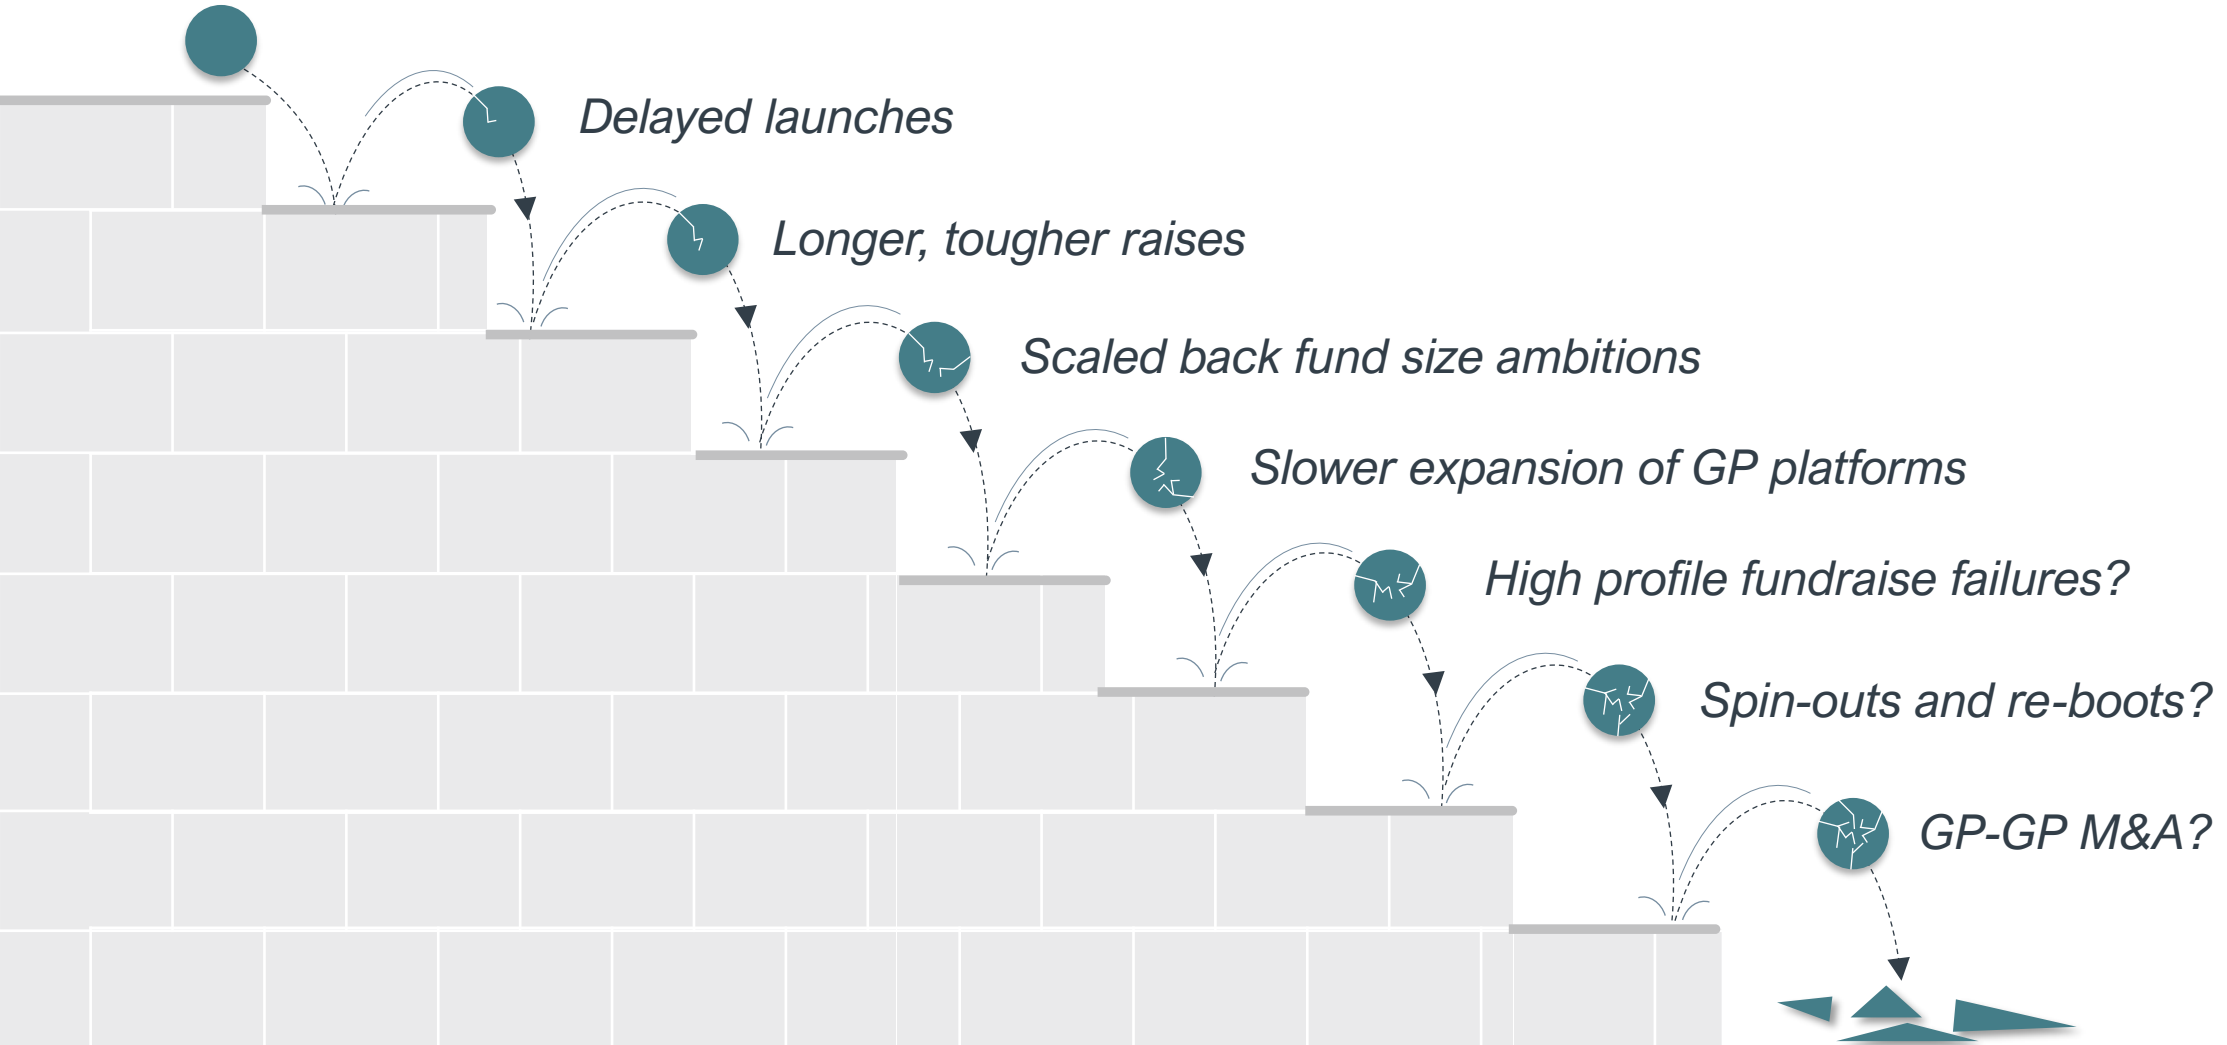 Delayed launches
Longer, tougher raises
Scaled back fund size ambitions
Slower expansion of GP platforms
High profile fundraise failures?
Spin-outs and re-boots?
GP-GP M&A?